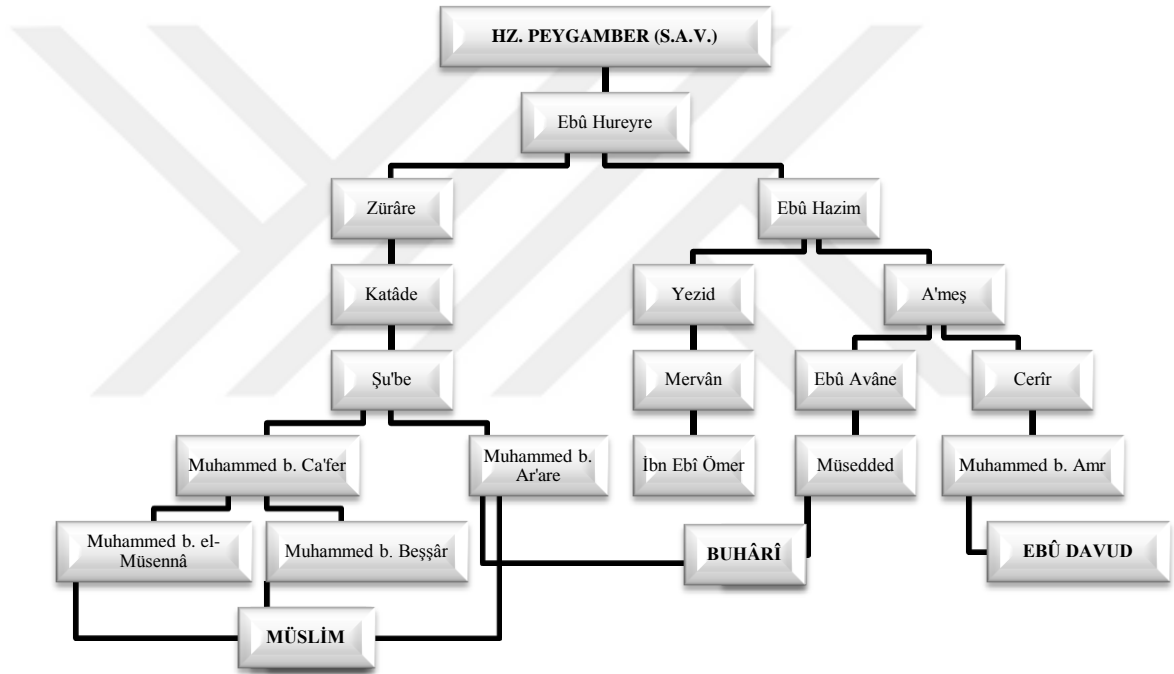 HZ. PEYGAMBER (S.A.V.)
Ebû Hureyre
Zürâre
Ebû Hazim
Katâde
Yezid
A'meş
Şu'be
Mervân
Ebû Avâne
Cerîr
Muhammed b. Ca'fer
Muhammed b.
Ar'are
İbn Ebî Ömer
Müsedded
Muhammed b. Amr
Muhammed b. el-
Müsennâ
Muhammed b. Beşşâr
BUHÂRÎ
EBÛ DAVUD
MÜSLİM